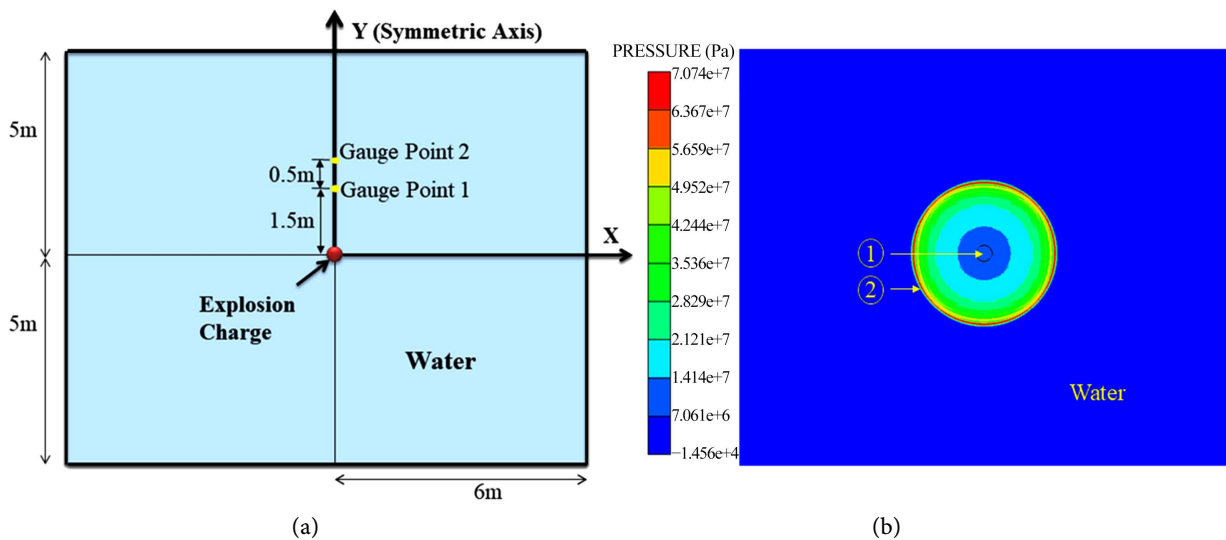 Y (Symmetric Axis)
5m
Gauge Point 2
0.5m
Gauge Point 1
1.5m
X
Explosion
Charge
5m
Water
6m
(a)
PRESSURE (Pa)
7.074e+7
6.367e+7
5.659e+7
4.952e+7
4.244e+7
3.536e+7
2.829e+7
2.121e+7
1.414e+7
7.061e+6
−1.456e+4
1
2
Water
(b)